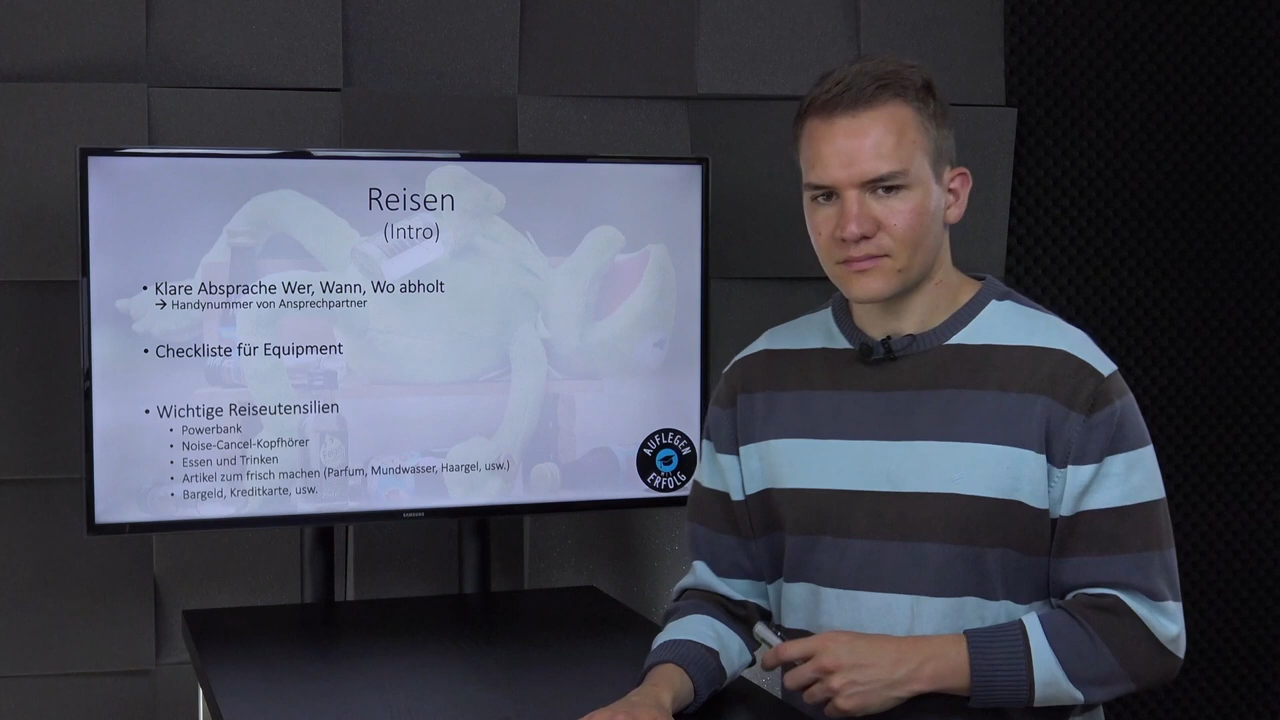 Reisen
(Intro)
• Klare Absprache Wer, Wann, Wo abholt
→ Handynummer von Ansprechpartner
• Checkliste für Equipment
• Wichtige Reiseutensilien
• Powerbank
• Noise-Cancel-Kopfhörer
• Essen und Trinken
• Artikel zum frisch machen (Parfum, Mundwasser, Haargel, usw.)
• Bargeld, Kreditkarte, usw.
AUFLEGEN
MIT
ERFOLG
SAMSUNG